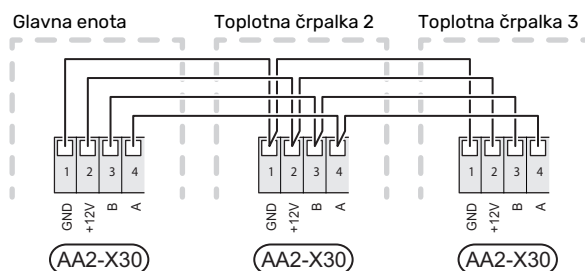 Glavna enota
Toplotna črpalka 2
Toplotna črpalka 3
1 2 3 4
1 2 3 4
1 2 3 4
GND +12V B A
GND +12V B A
GND +12V B A
AA2-X30
AA2-X30
AA2-X30